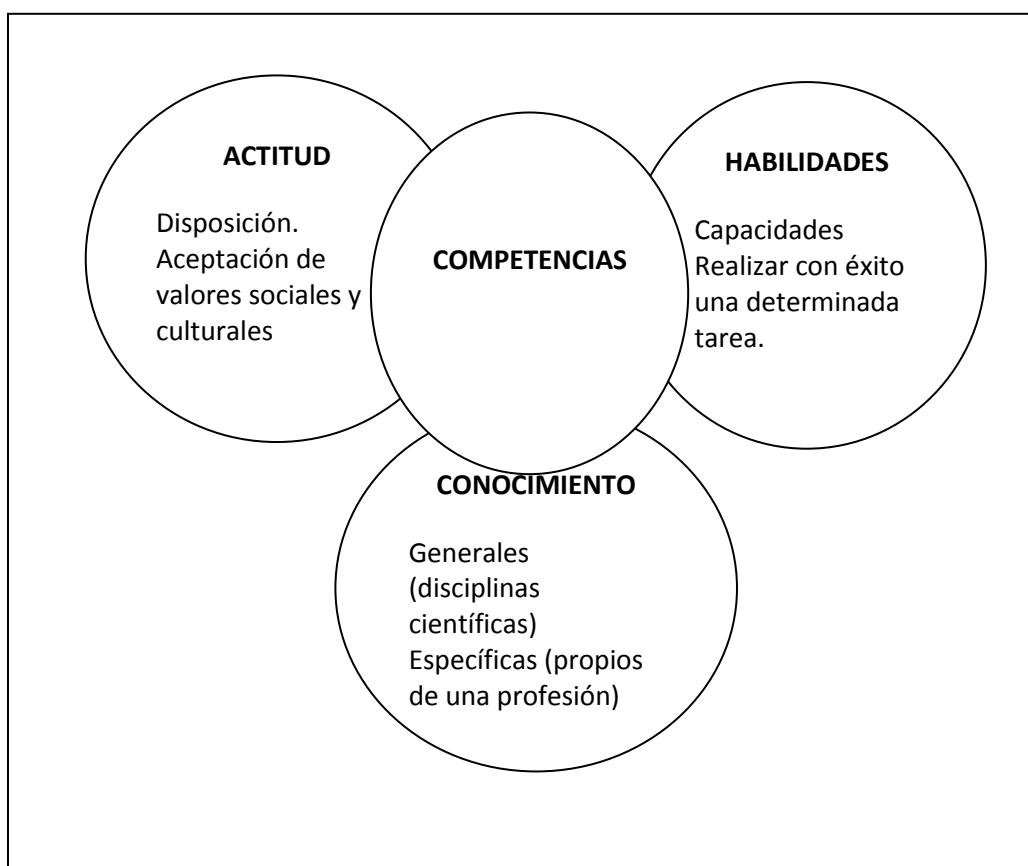 ACTITUD
Disposición.
Aceptación de
valores sociales y
culturales
COMPETENCIAS
HABILIDADES
Capacidades
Realizar con éxito
una determinada
tarea.
CONOCIMIENTO
Generales
(disciplinas
científicas)
Específicas (propios
de una profesión)